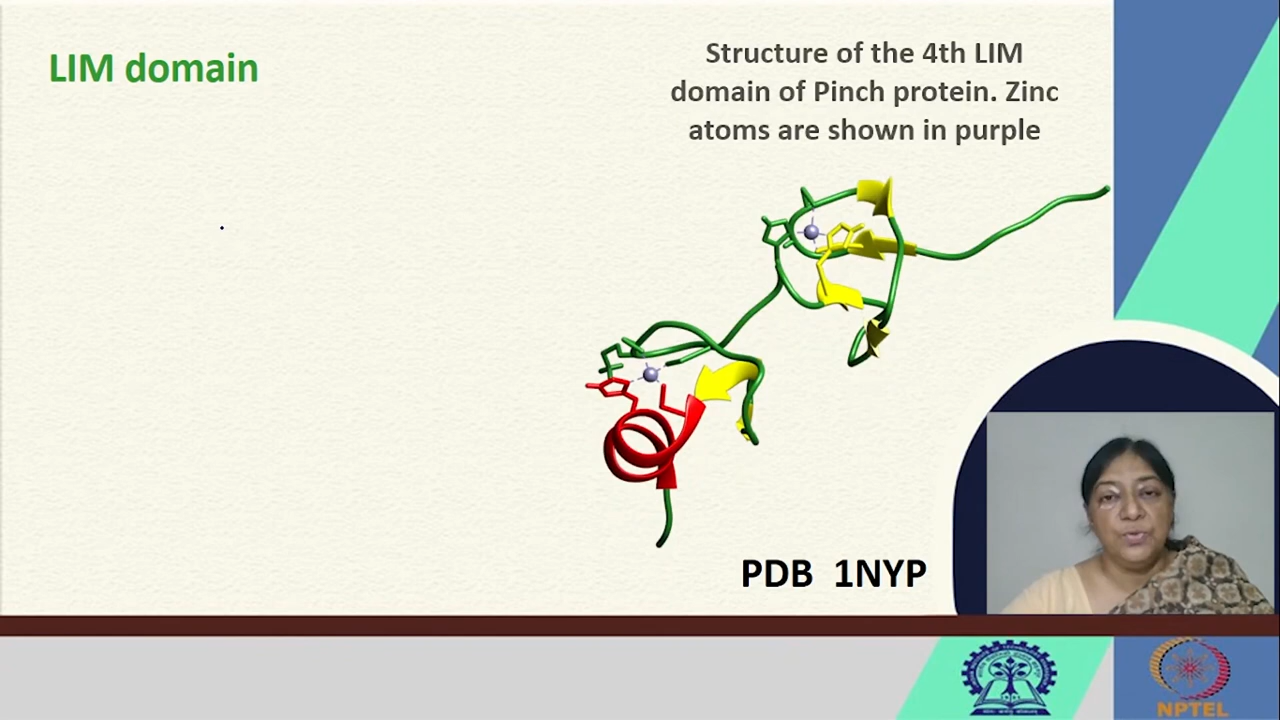 LIM domain
Structure of the 4th LIM
domain of Pinch protein. Zinc
atoms are shown in purple
PDB 1NYP
NPTEL